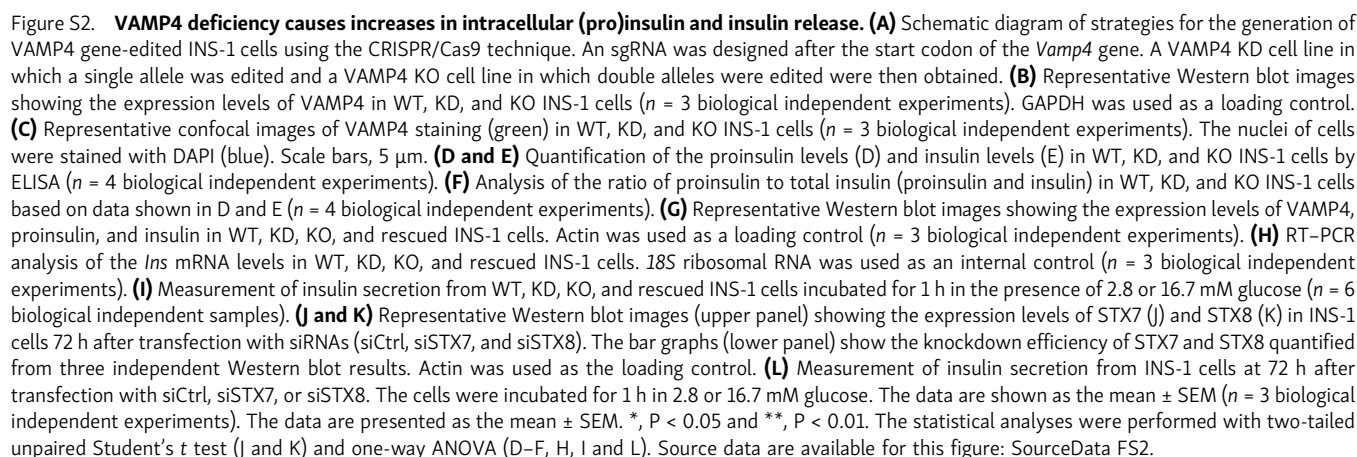 Figure S2. VAMP4 deficiency causes increases in intracellular (pro)insulin and insulin release. (A) Schematic diagram of strategies for the generation of
VAMP4 gene-edited INS-1 cells using the CRISPR/Cas9 technique. An sgRNA was designed after the start codon of the Vamp4 gene. A VAMP4 KD cell line in
which a single allele was edited and a VAMP4 KO cell line in which double alleles were edited were then obtained. (B) Representative Western blot images
showing the expression levels of VAMP4 in WT, KD, and KO INS-1 cells (n = 3 biological independent experiments). GAPDH was used as a loading control.
(C) Representative confocal images of VAMP4 staining (green) in WT, KD, and KO INS-1 cells (n = 3 biological independent experiments). The nuclei of cells
were stained with DAPI (blue). Scale bars, 5 µm. (D and E) Quantification of the proinsulin levels (D) and insulin levels (E) in WT, KD, and KO INS-1 cells by
ELISA (n = 4 biological independent experiments). (F) Analysis of the ratio of proinsulin to total insulin (proinsulin and insulin) in WT, KD, and KO INS-1 cells
based on data shown in D and E (n = 4 biological independent experiments). (G) Representative Western blot images showing the expression levels of VAMP4,
proinsulin, and insulin in WT, KD, KO, and rescued INS-1 cells. Actin was used as a loading control (n = 3 biological independent experiments). (H) RT–PCR
analysis of the Ins mRNA levels in WT, KD, KO, and rescued INS-1 cells. 18S ribosomal RNA was used as an internal control (n = 3 biological independent
experiments). (I) Measurement of insulin secretion from WT, KD, KO, and rescued INS-1 cells incubated for 1 h in the presence of 2.8 or 16.7 mM glucose (n = 6
biological independent samples). (J and K) Representative Western blot images (upper panel) showing the expression levels of STX7 (J) and STX8 (K) in INS-1
cells 72 h after transfection with siRNAs (siCtrl, siSTX7, and siSTX8). The bar graphs (lower panel) show the knockdown efficiency of STX7 and STX8 quantified
from three independent Western blot results. Actin was used as the loading control. (L) Measurement of insulin secretion from INS-1 cells at 72 h after
transfection with siCtrl, siSTX7, or siSTX8. The cells were incubated for 1 h in 2.8 or 16.7 mM glucose. The data are shown as the mean ± SEM (n = 3 biological
independent experiments). The data are presented as the mean ± SEM. *, P < 0.05 and **, P < 0.01. The statistical analyses were performed with two-tailed
unpaired Student's t test (J and K) and one-way ANOVA (D–F, H, I and L). Source data are available for this figure: SourceData FS2.